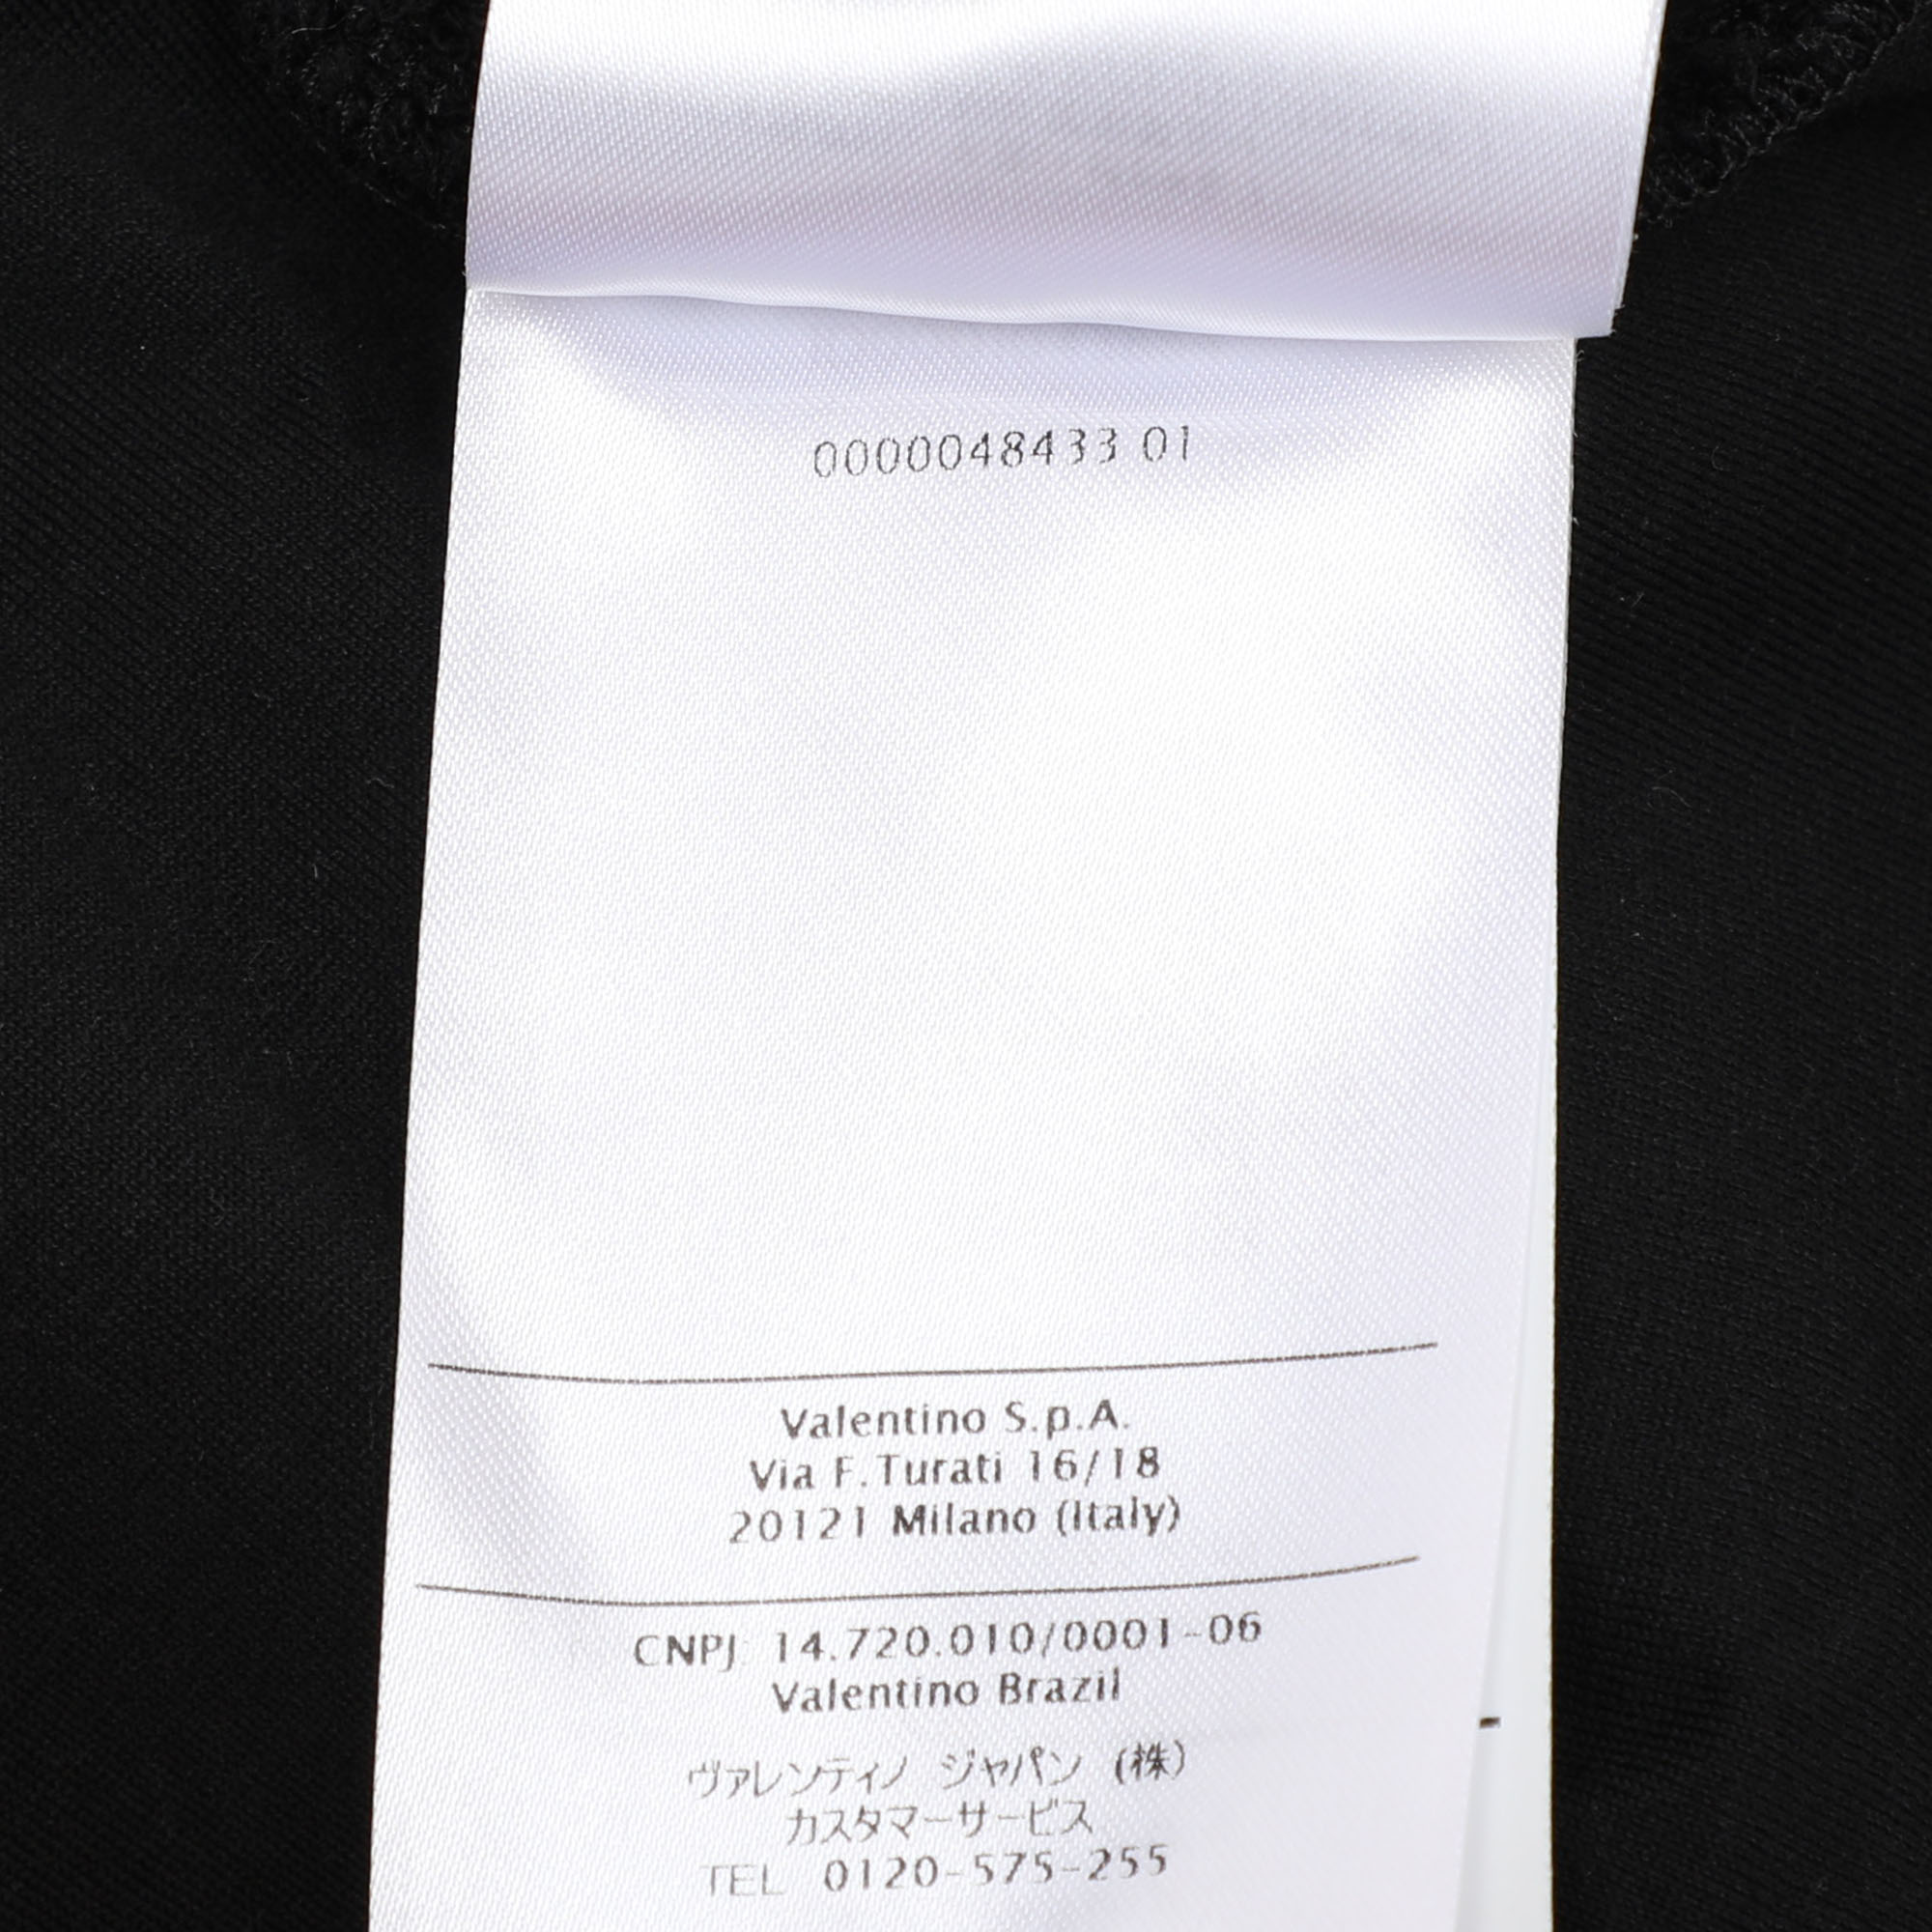 0000048433 01
Valentino S.p.A.
Via F.Turati 16/18
20121 Milano (Italy)
CNPJ: 14.720.010/0001-06
Valentino Brazil
ヴァレンティノ ジャパン (株)
カスタマーサービス
TEL 0120-575-255